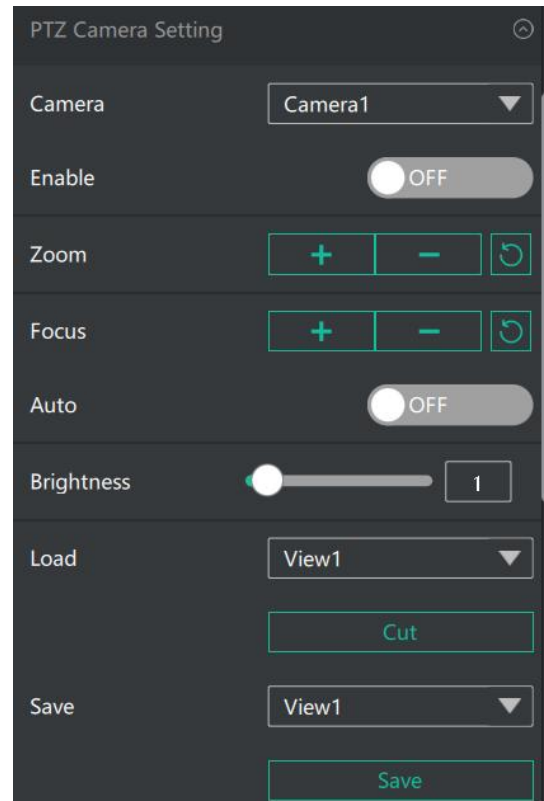 PTZ Camera Setting
Camera Camera1
Enable OFF
Zoom + −
Focus + −
Auto OFF
Brightness 1
Load View1
Cut
Save View1
Save